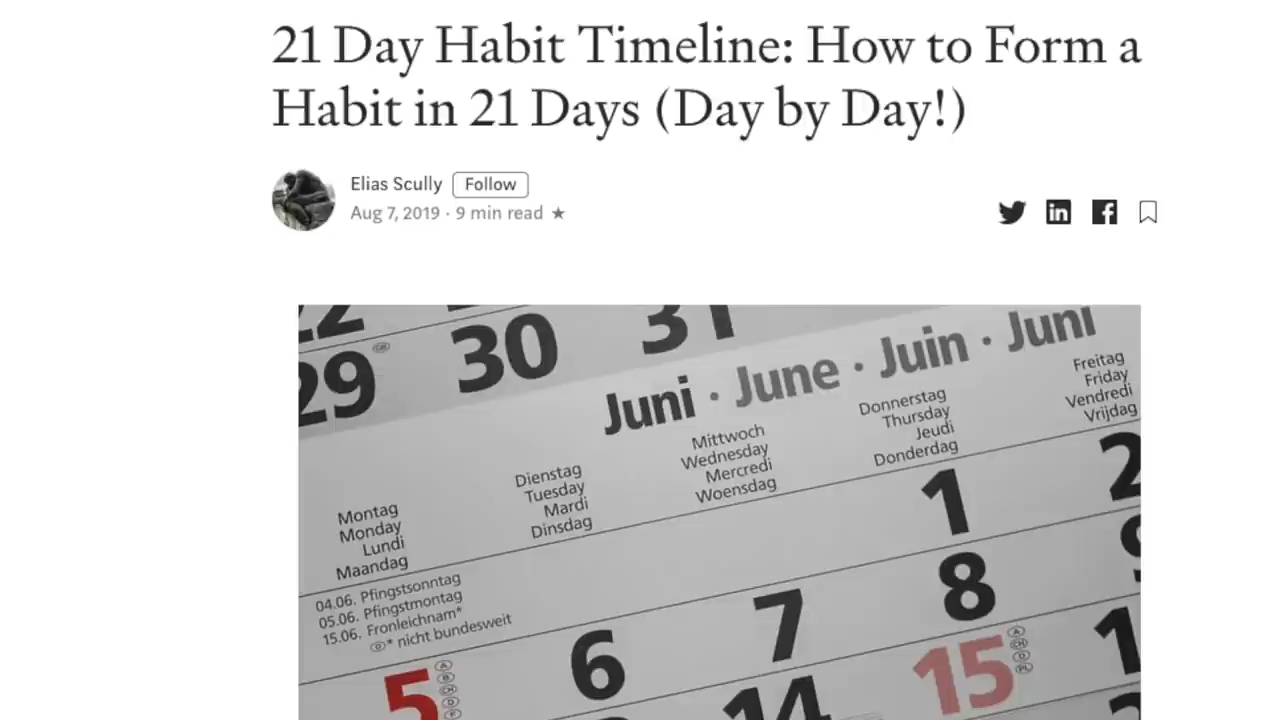 21 Day Habit Timeline: How to Form a
Habit in 21 Days (Day by Day!)
Elias Scully Follow
Aug 7, 2019 · 9 min read ★
30 31
29
Juni · June · Juin · Juni
Montag
Monday
Lundi
Maandag
Dienstag
Tuesday
Mardi
Dinsdag
Mittwoch
Wednesday
Mercredi
Woensdag
Donnerstag
Thursday
Jeudi
Donderdag
Freitag
Friday
Vendredi
Vrijdag
1 2
04.06. Pfingstsonntag
05.06. Pfingstmontag
15.06. Fronleichnam*
* nicht bundesweit
5 6 7 8
14 15